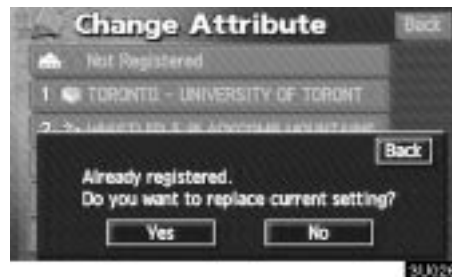 Change Attribute Back
Not Registered
1 TORONTO - UNIVERSITY OF TORONT
2
Back
Already registered.
Do you want to replace current setting?
Yes No